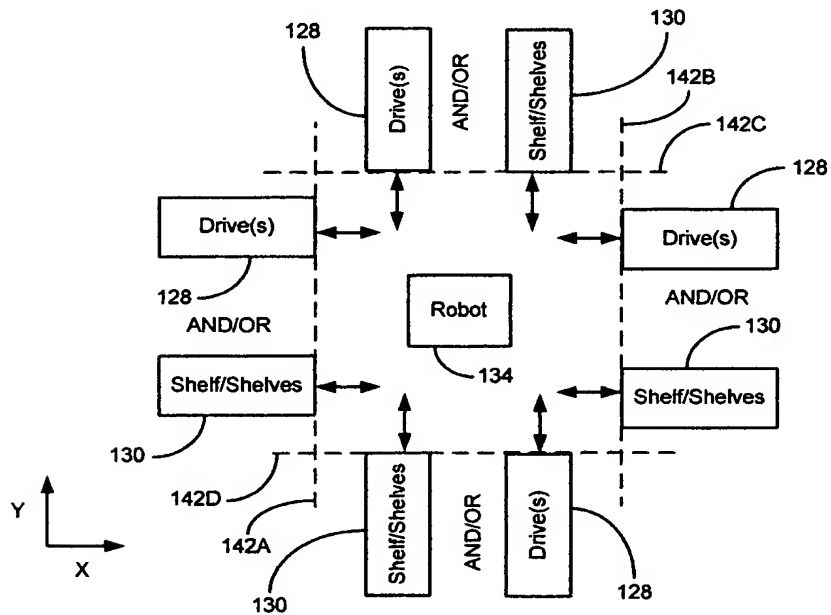 128
Drive(s)
AND/OR
Shelf/Shelves
130
142B
142C
128
Drive(s)
128
AND/OR
Shelf/Shelves
130
Robot
134
Drive(s)
AND/OR
130
Shelf/Shelves
142D
142A
Y
X
130
Shelf/Shelves
AND/OR
Drive(s)
128